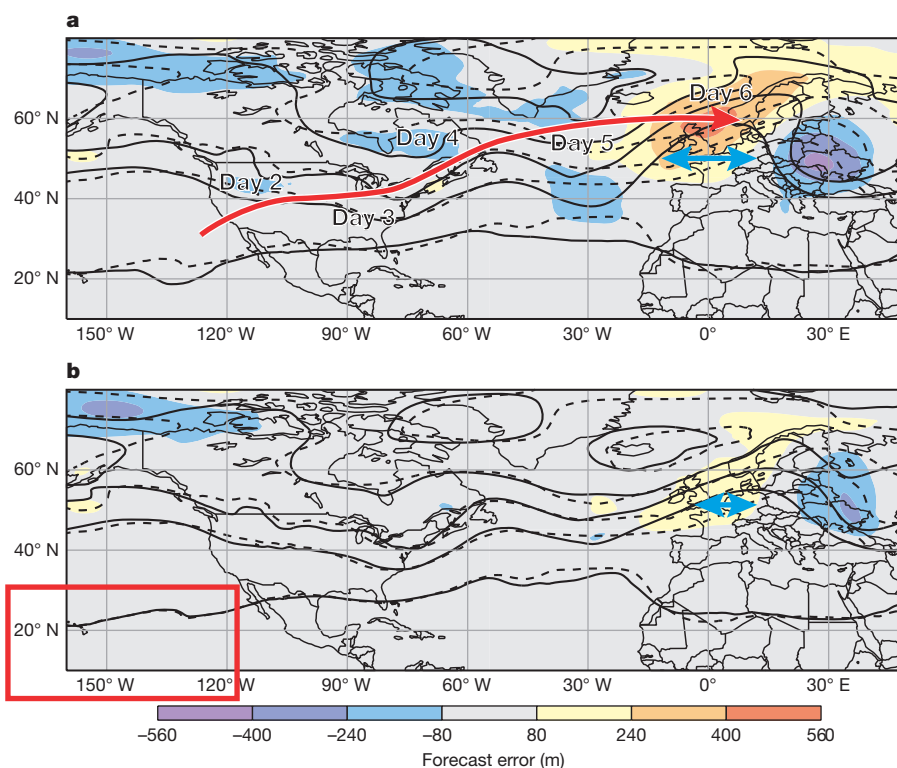 a
60° N
40° N
20° N
Day 2
Day 3
Day 4
Day 5
Day 6
150° W
120° W
90° W
60° W
30° W
0°
30° E
b
60° N
40° N
20° N
150° W
120° W
90° W
60° W
30° W
0°
30° E
−560
−400
−240
−80
80
240
400
560
Forecast error (m)